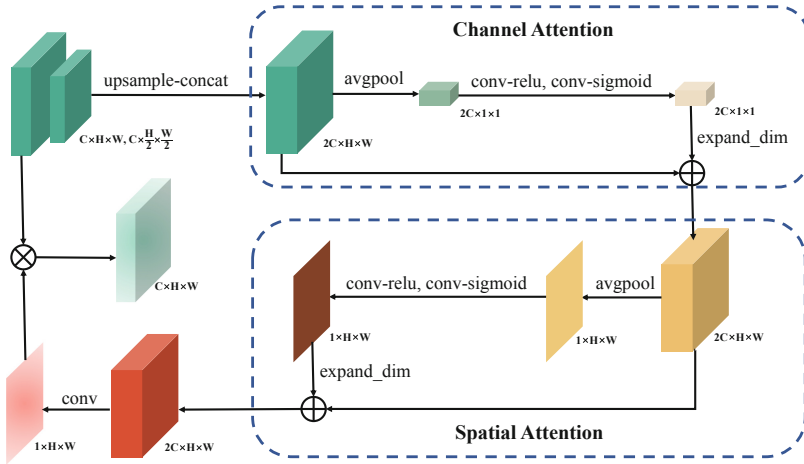 Channel Attention
upsample-concat
avgpool
conv-relu, conv-sigmoid
C×H×W, C×H/2×W/2
2C×H×W
2C×1×1
2C×1×1
expand_dim
C×H×W
conv-relu, conv-sigmoid
avgpool
1×H×W
1×H×W
2C×H×W
expand_dim
conv
1×H×W
2C×H×W
Spatial Attention